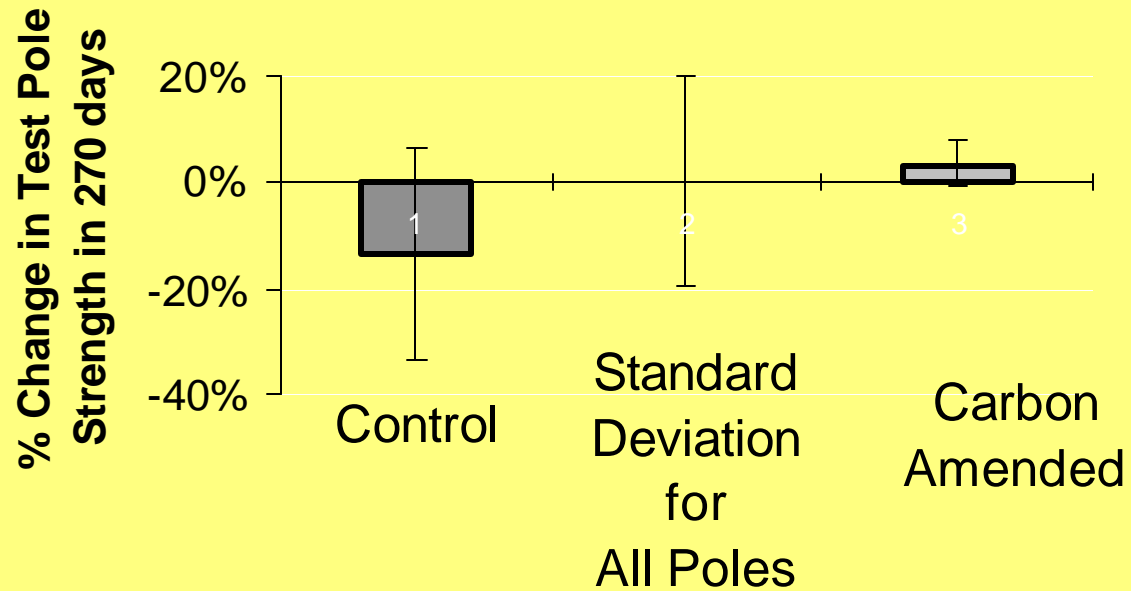 % Change in Test Pole
Strength in 270 days
20%
0%
-20%
-40%
1
2
3
Control
Standard
Deviation
for
All Poles
Carbon
Amended